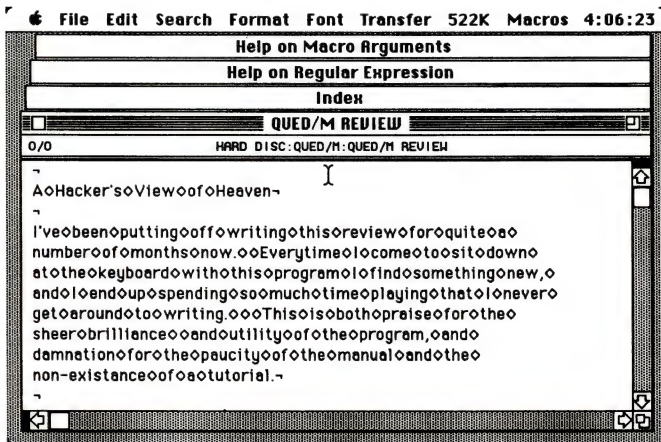 File Edit Search Format Font Transfer 522K Macros 4:06:23
Help on Macro Arguments
Help on Regular Expression
Index
QUED/M REVIEW
0/0 HARD DISC:QUED/M:QUED/M REVIEW
¬
A◇Hacker's◇View◇of◇Heaven¬
¬
I've◇been◇putting◇off◇writing◇this◇review◇for◇quite◇a◇
number◇of◇months◇now.◇◇Everytime◇I◇come◇to◇sit◇down◇
at◇the◇keyboard◇with◇this◇program◇I◇find◇something◇new,◇
and◇I◇end◇up◇spending◇so◇much◇time◇playing◇that◇I◇never◇
get◇around◇to◇writing.◇◇◇This◇is◇both◇praise◇for◇the◇
sheer◇brilliance◇◇and◇utility◇of◇the◇program,◇and◇
damnation◇for◇the◇paucity◇of◇the◇manual◇and◇the◇
non-existance◇of◇a◇tutorial.¬
¬